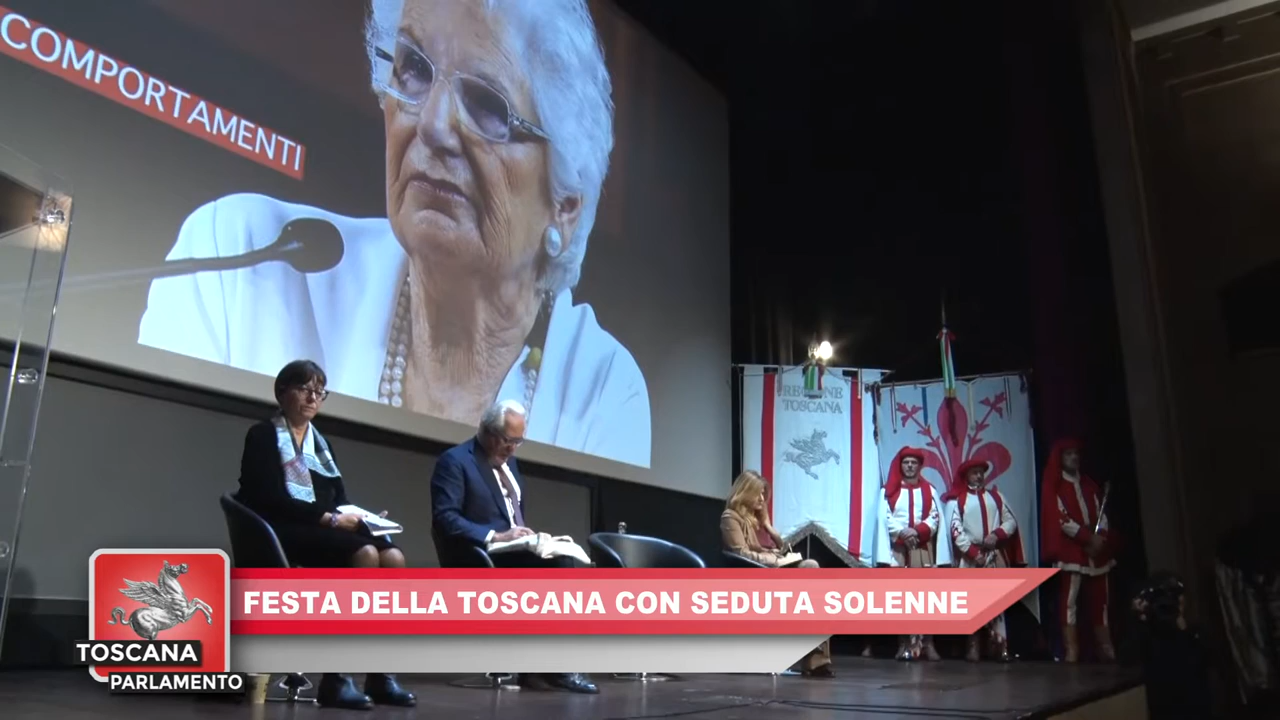 COMPORTAMENTI
REGIONE
TOSCANA
FESTA DELLA TOSCANA CON SEDUTA SOLENNE
TOSCANA
PARLAMENTO